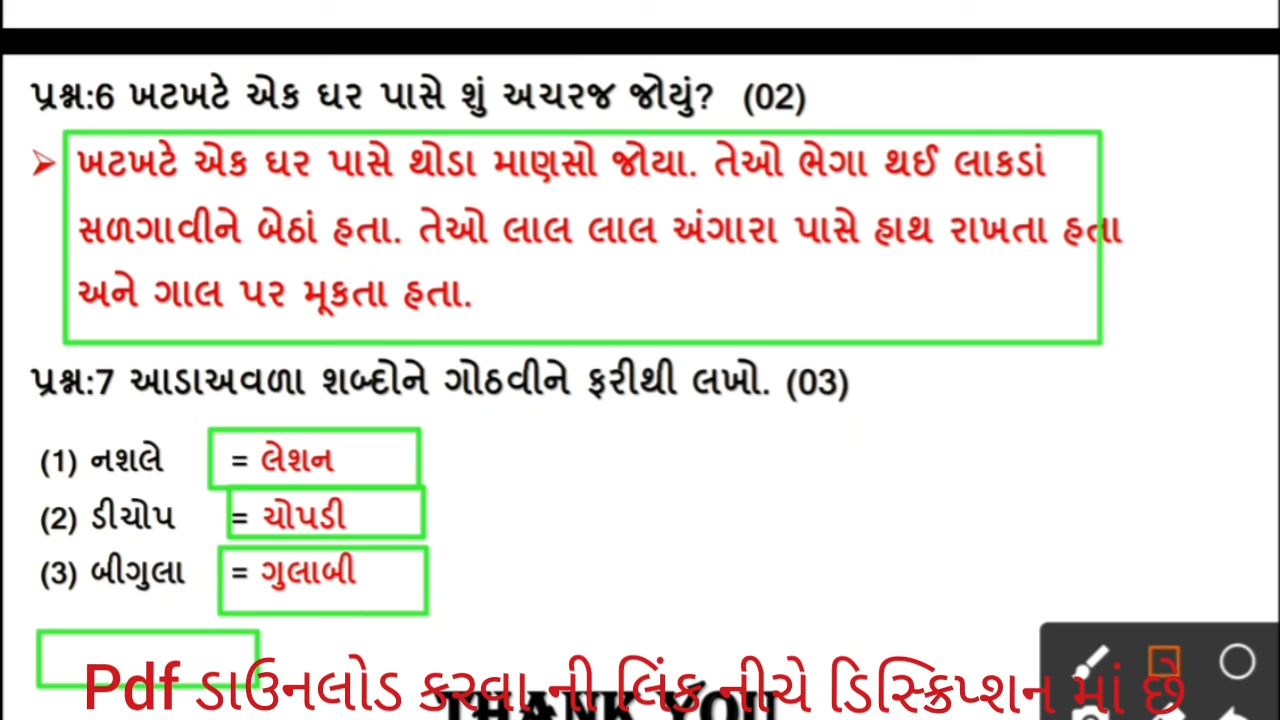 પ્રશ્ન:6 ખટખટે એક ઘર પાસે શું અચરજ જોયું? (02)
➢ ખટખટે એક ઘર પાસે થોડા માણસો જોયા. તેઓ ભેગા થઈ લાકડાં
સળગાવીને બેઠાં હતા. તેઓ લાલ લાલ અંગારા પાસે હાથ રાખતા હતા
અને ગાલ પર મૂકતા હતા.
પ્રશ્ન:7 આડાઅવળા શબ્દોને ગોઠવીને ફરીથી લખો. (03)
(1) નશલે = લેશન
(2) ડીચોપ = ચોપડી
(3) બીગુલા = ગુલાબી
Pdf ડાઉનલોડ કરવા ની લિંક નીચે ડિસ્ક્રિપ્શન માં છે
THANK YOU